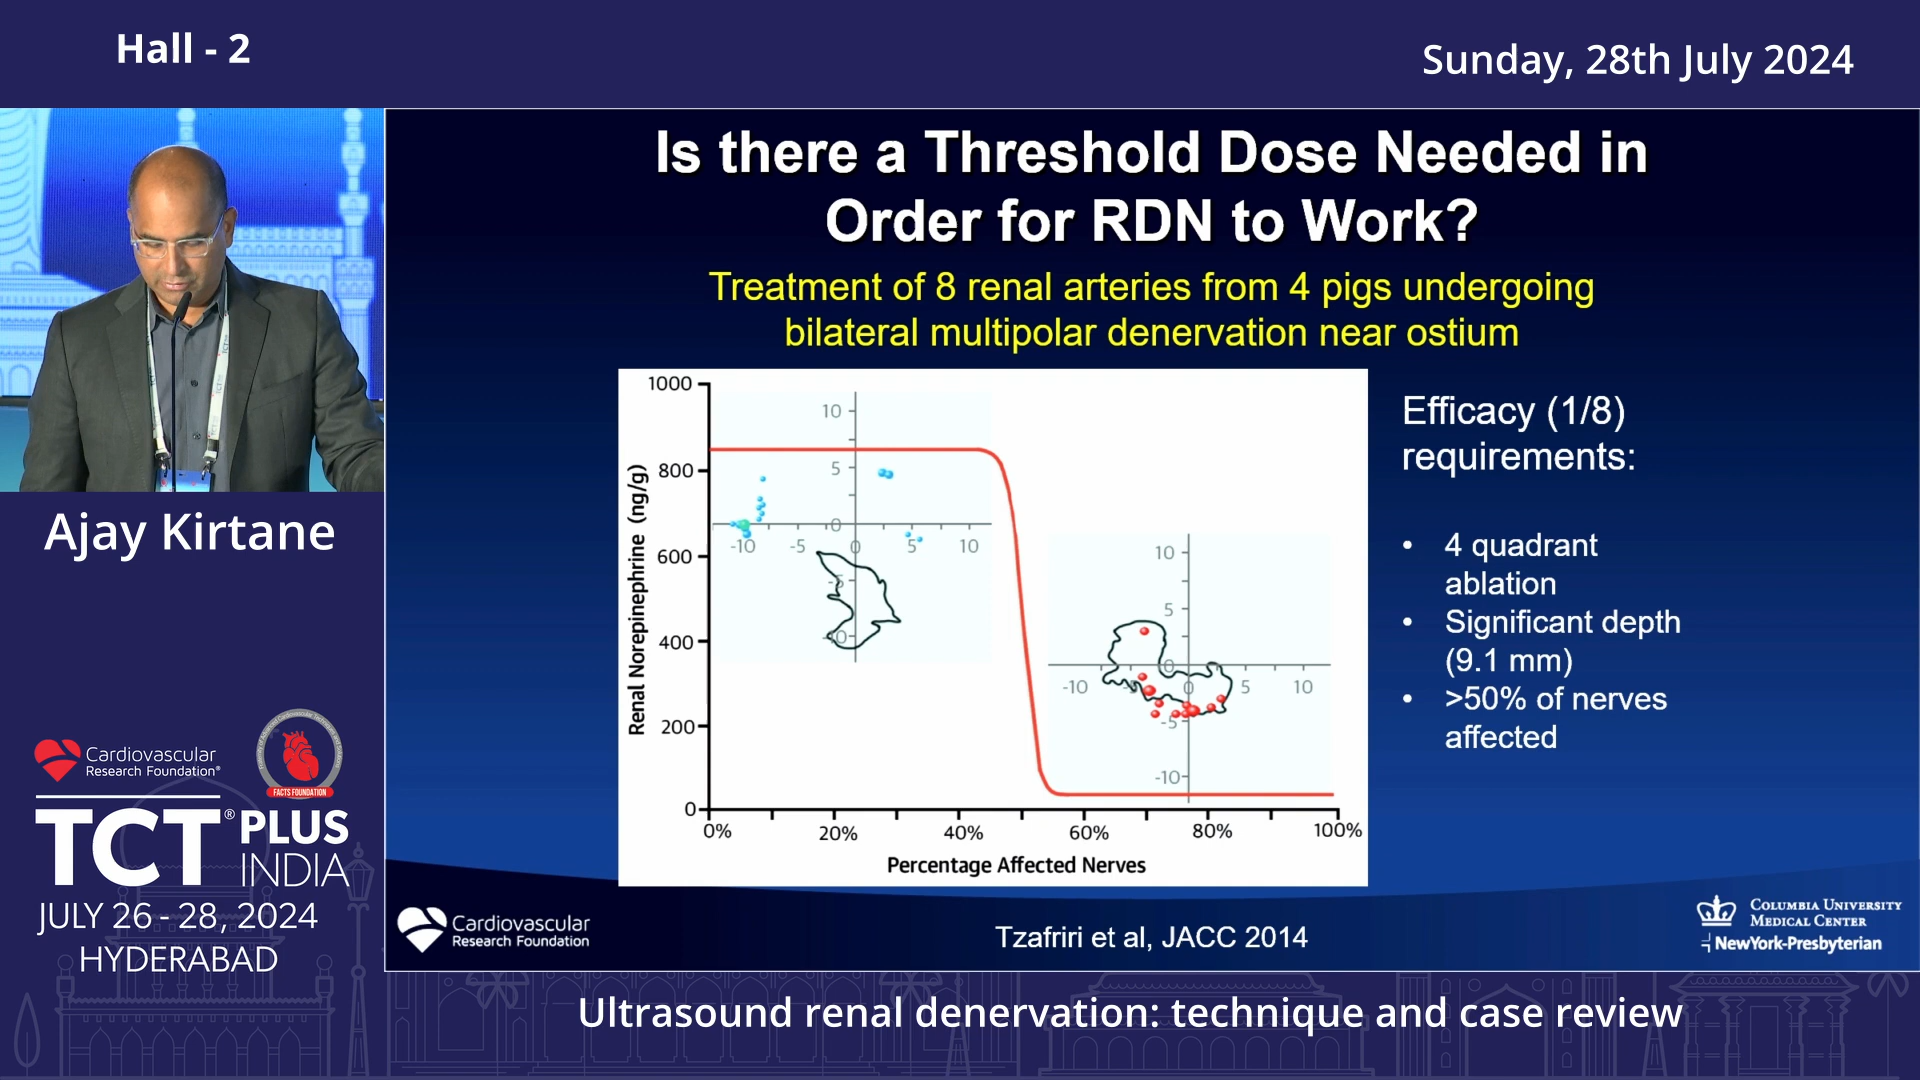 Hall - 2
Sunday, 28th July 2024
Is there a Threshold Dose Needed in
Order for RDN to Work?
Treatment of 8 renal arteries from 4 pigs undergoing
bilateral multipolar denervation near ostium
Renal Norepinephrine (ng/g)
1000
800
600
400
200
0
0%
20%
40%
60%
80%
100%
Percentage Affected Nerves
10
5
0
-10
-5
0
5
10
-5
-10
10
5
0
-10
-5
0
5
10
-5
-10
Efficacy (1/8)
requirements:
• 4 quadrant
ablation
• Significant depth
(9.1 mm)
• >50% of nerves
affected
Ajay Kirtane
Cardiovascular
Research Foundation®
FACTS FOUNDATION
TCT® PLUS
INDIA
JULY 26 - 28, 2024
HYDERABAD
Cardiovascular
Research Foundation
Tzafriri et al, JACC 2014
COLUMBIA UNIVERSITY
MEDICAL CENTER
NewYork-Presbyterian
Ultrasound renal denervation: technique and case review